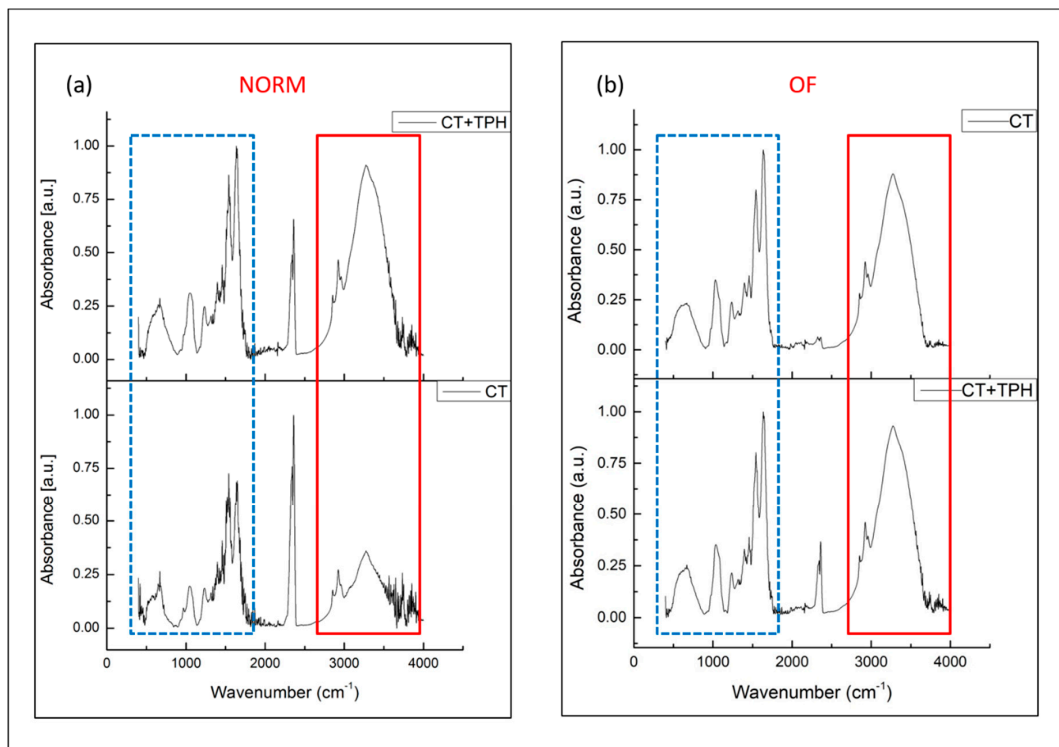 (a) NORM
CT+TPH
1.00
0.75
0.50
0.25
0.00
Absorbance [a.u.]
CT
1.00
0.75
0.50
0.25
0.00
Absorbance [a.u.]
0 1000 2000 3000 4000
Wavenumber (cm⁻¹)
(b) OF
CT
1.00
0.75
0.50
0.25
0.00
Absorbance (a.u.)
CT+TPH
1.00
0.75
0.50
0.25
0.00
Absorbance (a.u.)
0 1000 2000 3000 4000
Wavenumber (cm⁻¹)